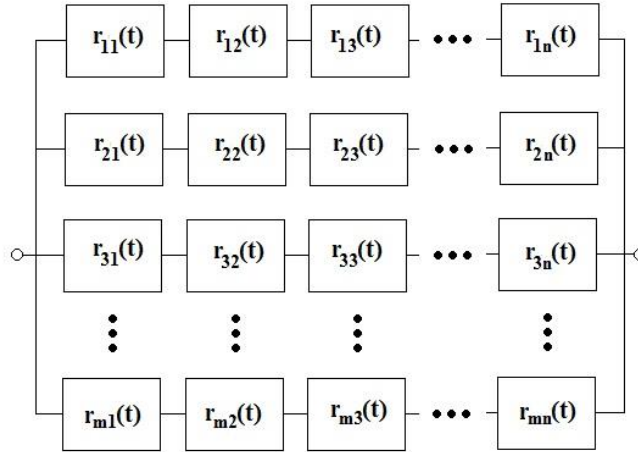 r11(t) r12(t) r13(t) ••• r1n(t)
r21(t) r22(t) r23(t) ••• r2n(t)
r31(t) r32(t) r33(t) ••• r3n(t)
rm1(t) rm2(t) rm3(t) ••• rmn(t)